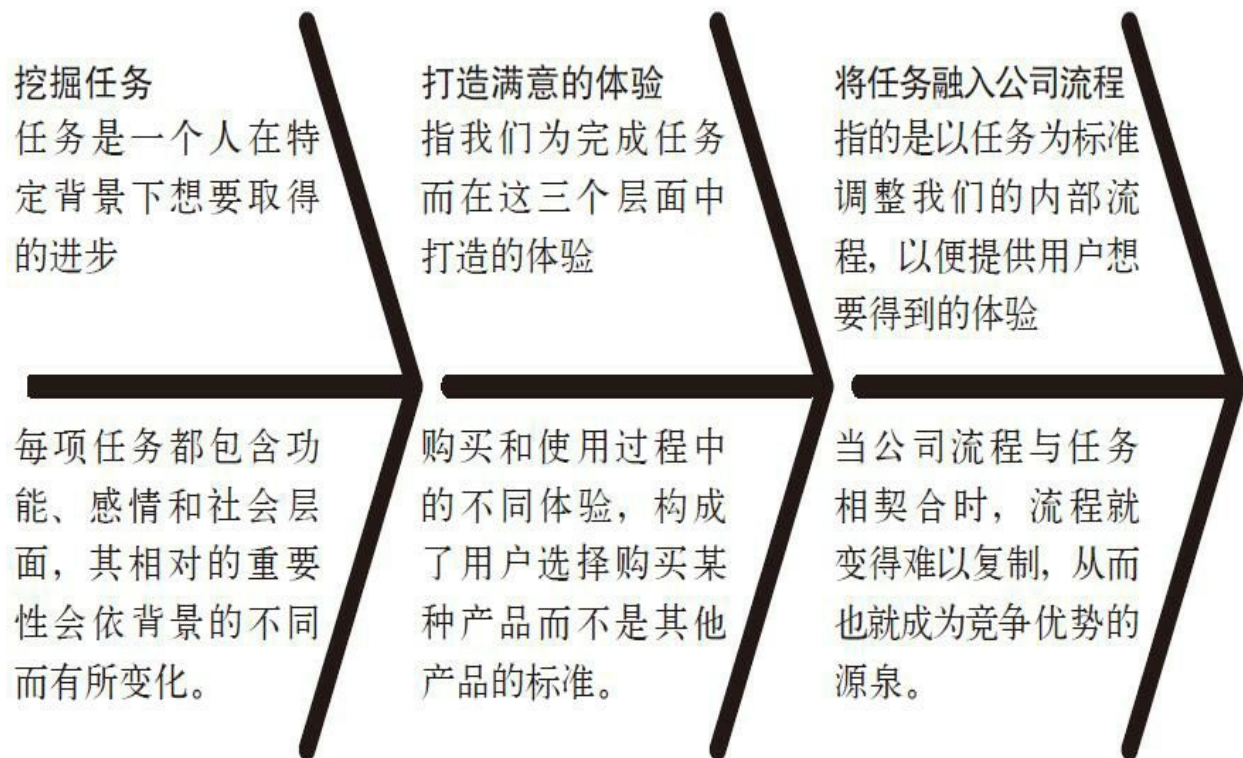 挖掘任务
任务是一个人在特
定背景下想要取得
的进步
每项任务都包含功
能、感情和社会层
面，其相对的重要
性会依背景的不同
而有所变化。
打造满意的体验
指我们为完成任务
而在这三个层面中
打造的体验
购买和使用过程中
的不同体验，构成
了用户选择购买某
种产品而不是其他
产品的标准。
将任务融入公司流程
指的是以任务为标准
调整我们的内部流
程，以便提供用户想
要得到的体验
当公司流程与任务
相契合时，流程就
变得难以复制，从而
也就成为竞争优势的
源泉。